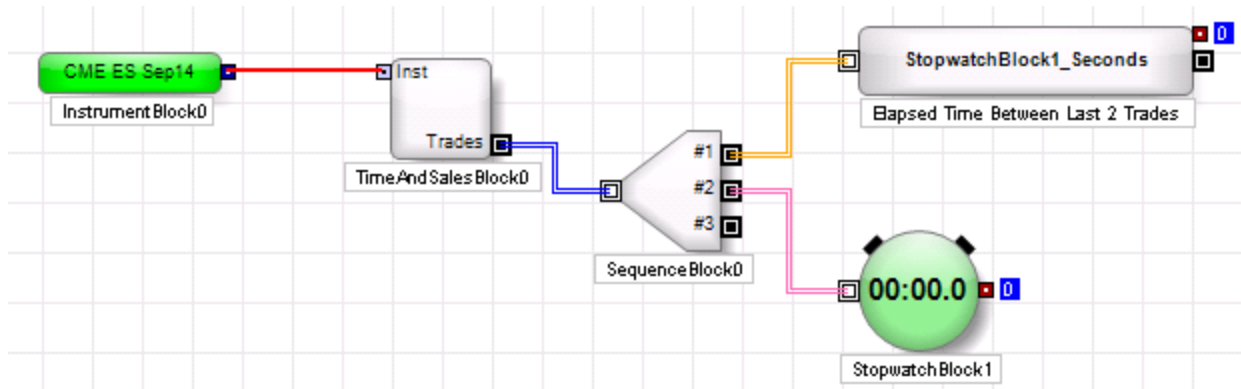 CME ES Sep14
InstrumentBlock0
Inst
Trades
TimeAndSalesBlock0
#1
#2
#3
SequenceBlock0
StopwatchBlock1_Seconds
0
Elapsed Time Between Last 2 Trades
00:00.0
0
StopwatchBlock1